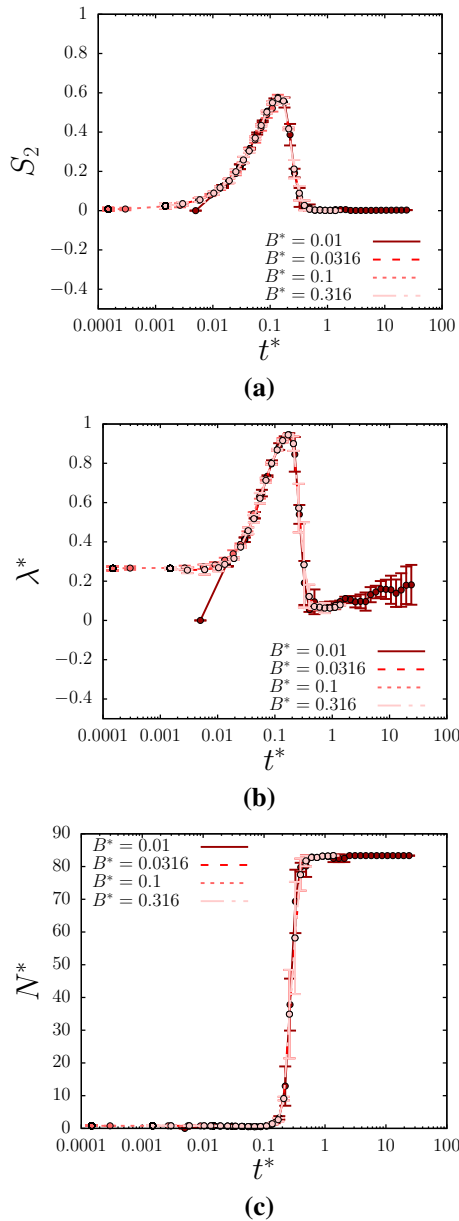 1
0.8
0.6
0.4
0.2
0
−0.2
−0.4
S₂
B* = 0.01
B* = 0.0316
B* = 0.1
B* = 0.316
0.0001 0.001 0.01 0.1 1 10 100
t*
(a)
1
0.8
0.6
0.4
0.2
0
−0.2
−0.4
λ*
B* = 0.01
B* = 0.0316
B* = 0.1
B* = 0.316
0.0001 0.001 0.01 0.1 1 10 100
t*
(b)
90
80
70
60
50
40
30
20
10
0
N*
B* = 0.01
B* = 0.0316
B* = 0.1
B* = 0.316
0.0001 0.001 0.01 0.1 1 10 100
t*
(c)